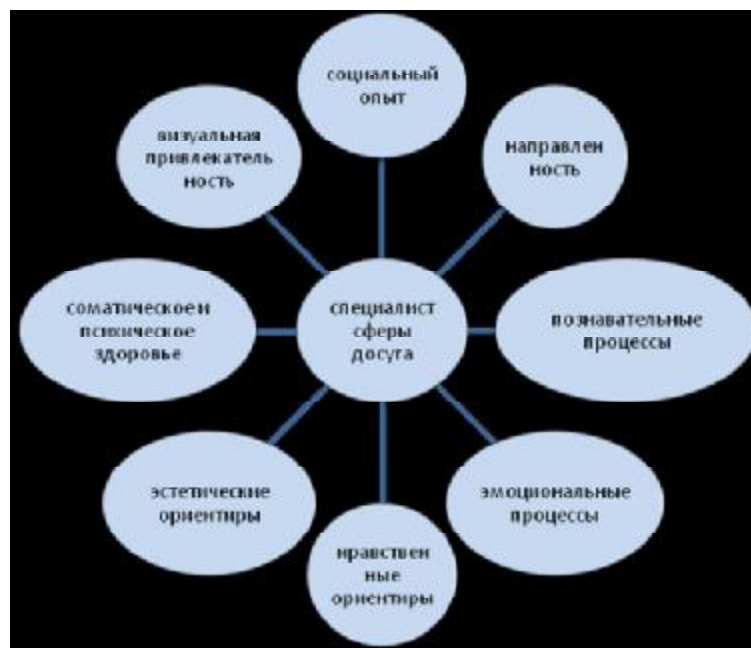 социальный
опыт
направлен
ность
познавательные
процессы
эмоциональные
процессы
нравствен
ные
ориентиры
эстетические
ориентиры
соматическое и
психическое
здоровье
визуальная
привлекатель
ность
специалист
сферы
досуга